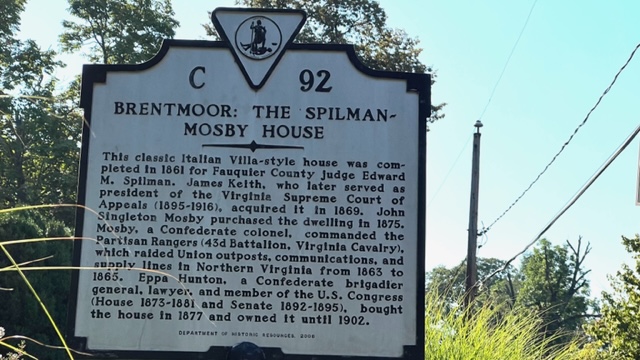 C 92
BRENTMOOR: THE SPILMAN-
MOSBY HOUSE
This classic Italian Villa-style house was com-
pleted in 1861 for Fauquier County judge Edward
M. Spilman. James Keith, who later served as
president of the Virginia Supreme Court of
Appeals (1895-1916), acquired it in 1869. John
Singleton Mosby purchased the dwelling in 1875.
Mosby, a Confederate colonel, commanded the
Partisan Rangers (43d Battalion, Virginia Cavalry),
which raided Union outposts, communications, and
supply lines in Northern Virginia from 1863 to
1865. Eppa Hunton, a Confederate brigadier
general, lawyer, and member of the U.S. Congress
(House 1873-1881 and Senate 1892-1895), bought
the house in 1877 and owned it until 1902.
DEPARTMENT OF HISTORIC RESOURCES, 2008